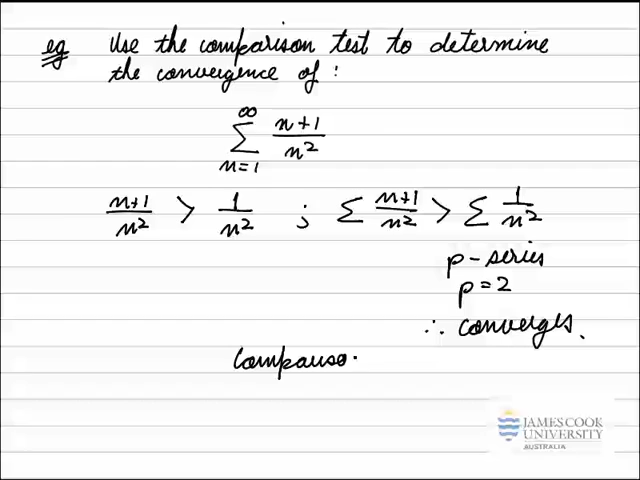 eg Use the comparison test to determine
the convergence of :
∞
∑ n+1/n²
n=1
n+1/n² > 1/n² ; ∑ n+1/n² > ∑ 1/n²
p - series
p = 2
∴ converges.
JAMES COOK
UNIVERSITY
AUSTRALIA